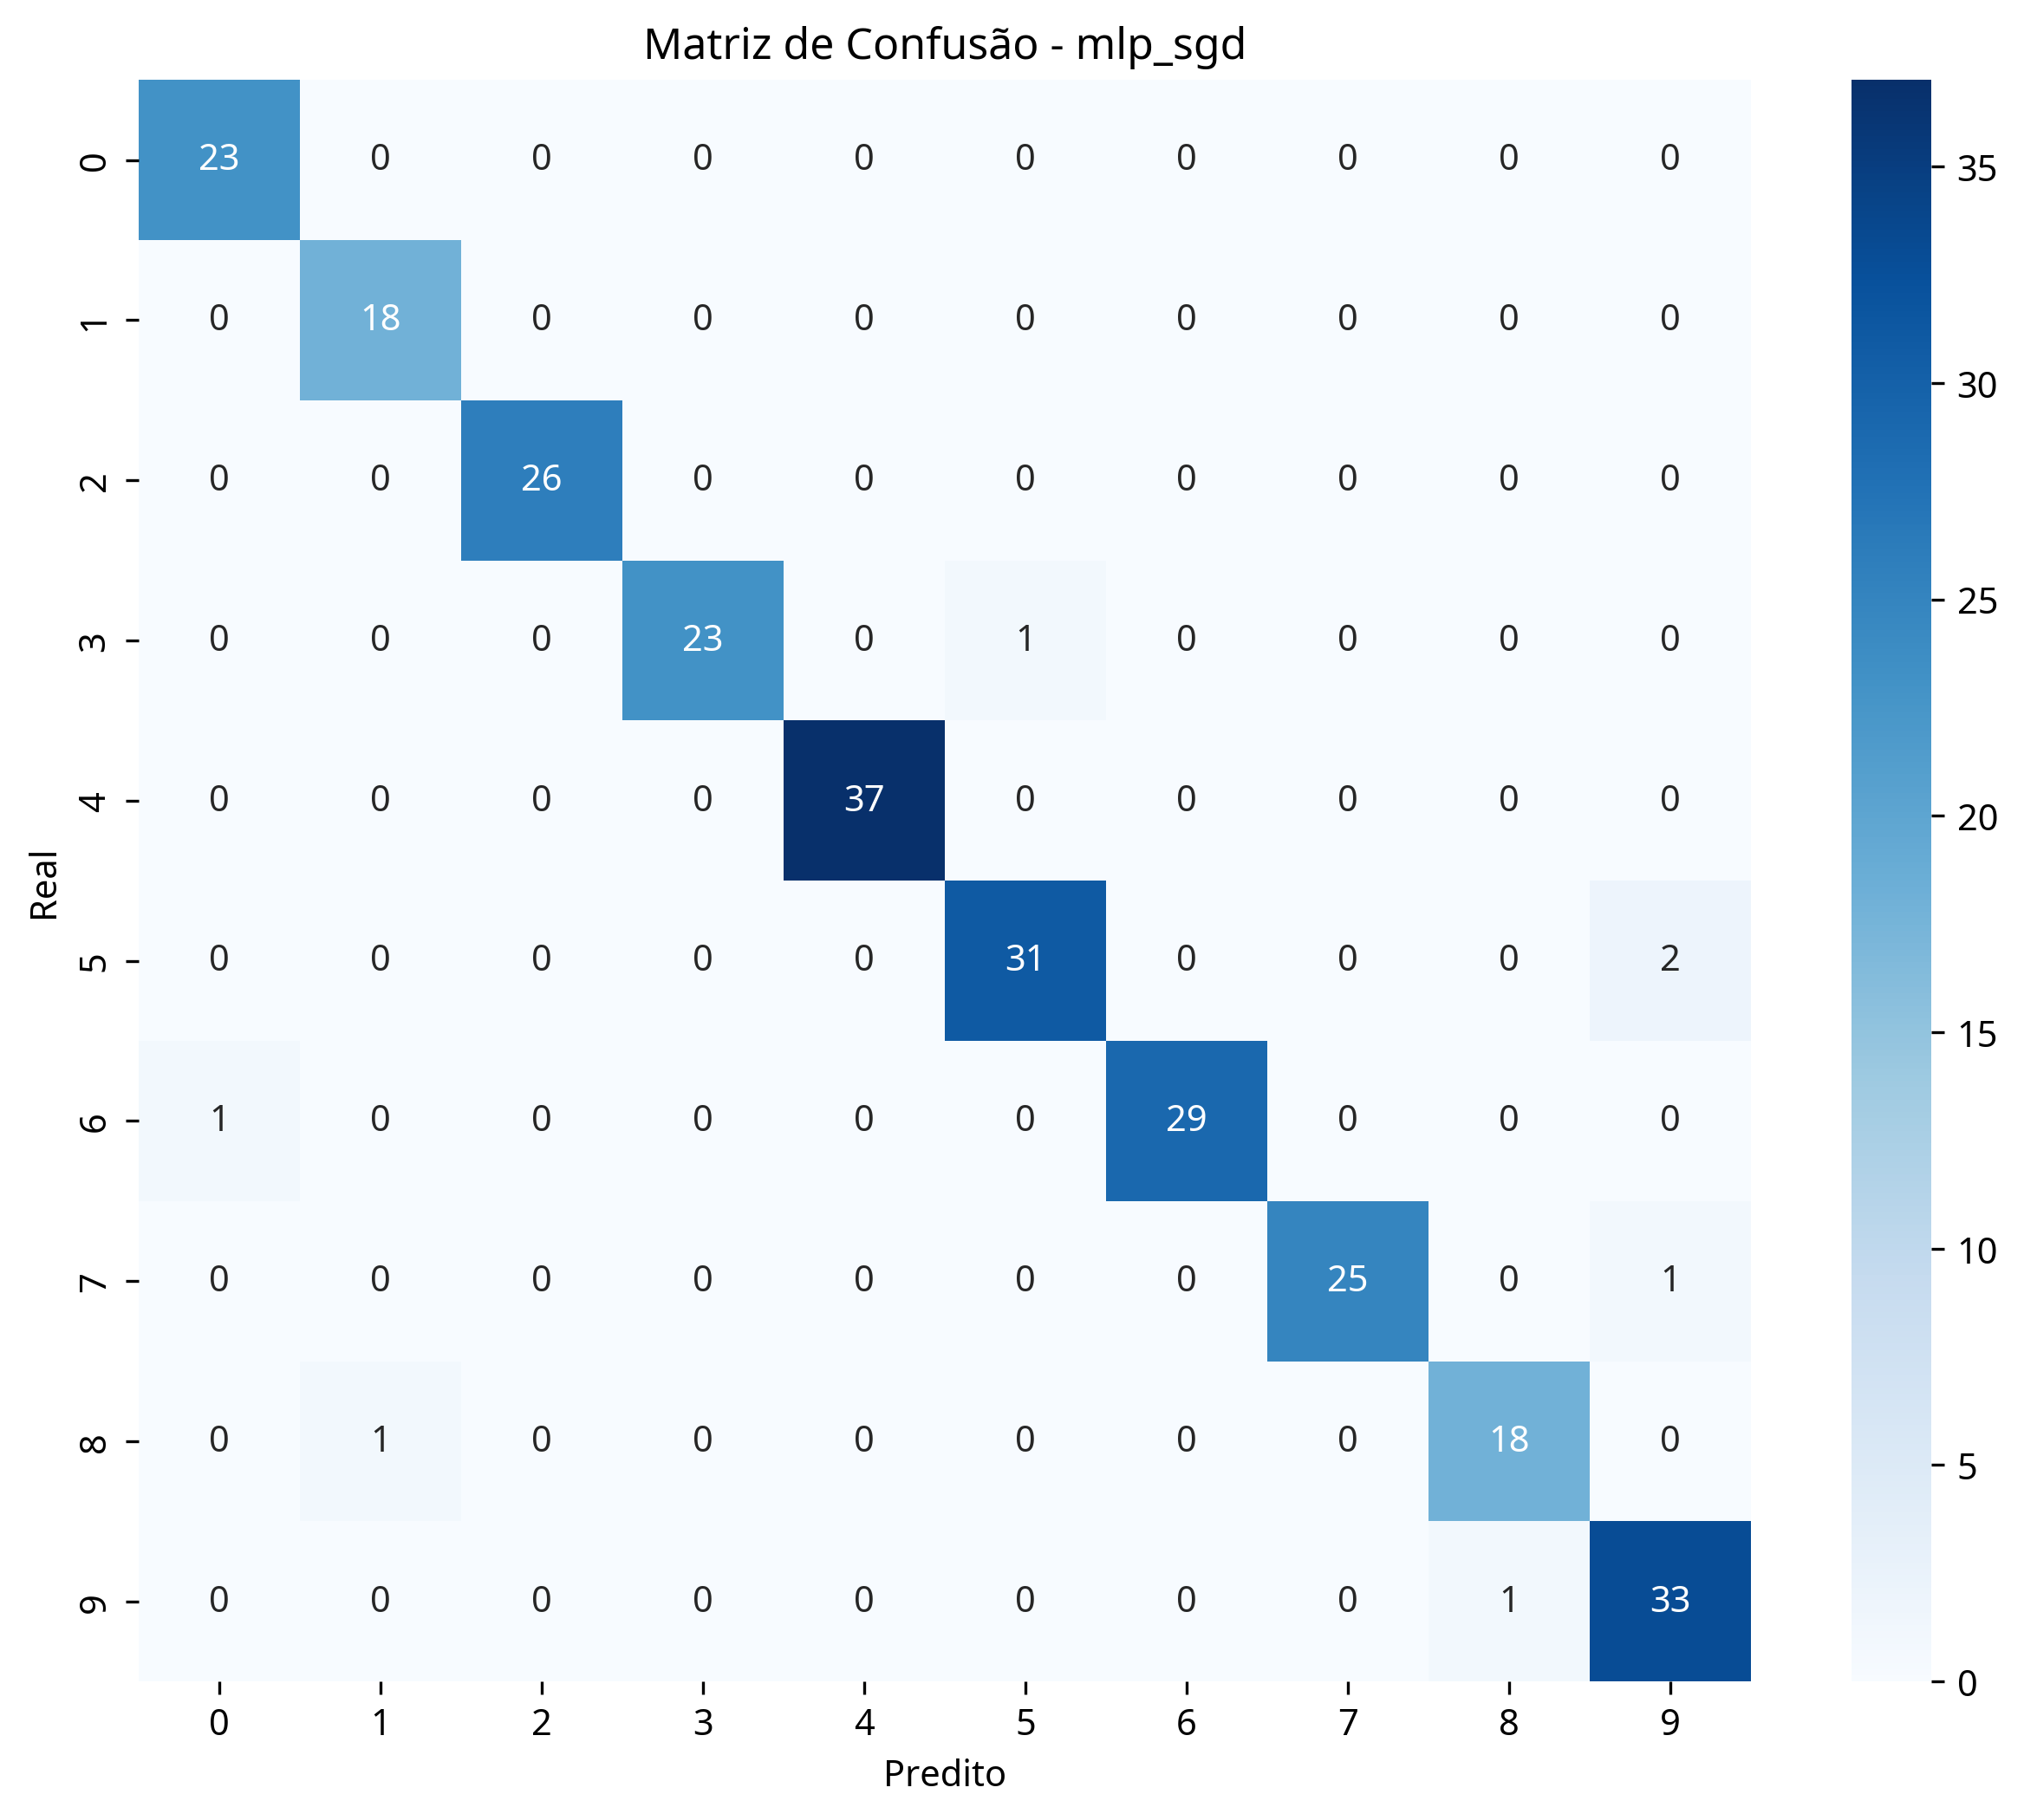 Matriz de Confusão - mlp_sgd
0 23 0 0 0 0 0 0 0 0 0
1 0 18 0 0 0 0 0 0 0 0
2 0 0 26 0 0 0 0 0 0 0
3 0 0 0 23 0 1 0 0 0 0
4 0 0 0 0 37 0 0 0 0 0
5 0 0 0 0 0 31 0 0 0 2
6 1 0 0 0 0 0 29 0 0 0
7 0 0 0 0 0 0 0 25 0 1
8 0 1 0 0 0 0 0 0 18 0
9 0 0 0 0 0 0 0 0 1 33
0 1 2 3 4 5 6 7 8 9
Predito
Real
35
30
25
20
15
10
5
0